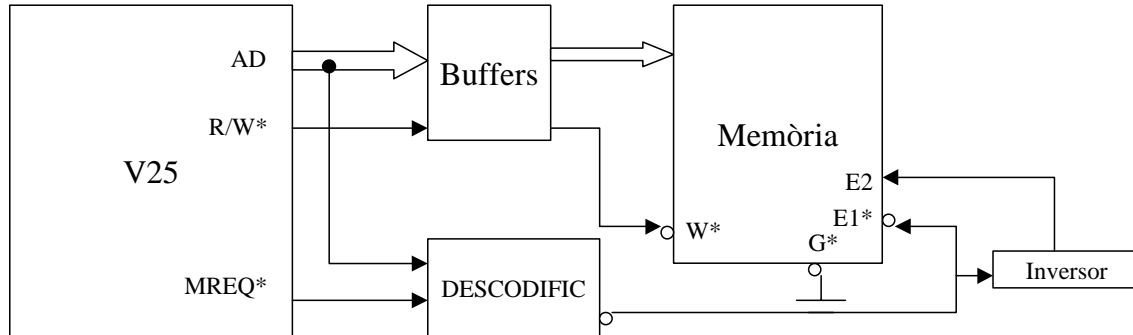 AD
Buffers
R/W*
Memòria
V25
E2
E1*
W*
G*
MREQ*
DESCODIFIC
Inversor